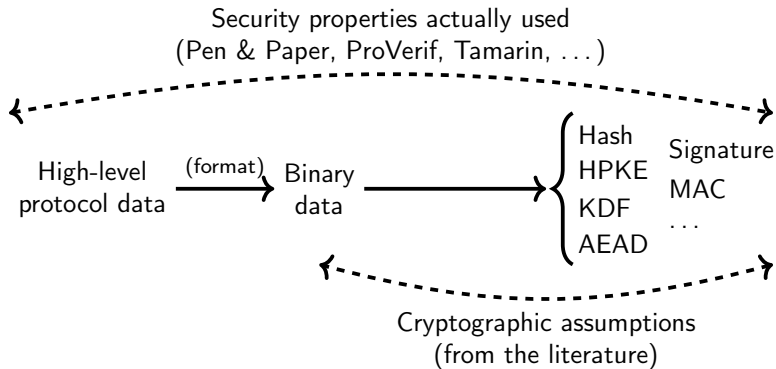 Security properties actually used
(Pen & Paper, ProVerif, Tamarin, ...)
High-level
protocol data
(format)
Binary
data
Hash
HPKE
KDF
AEAD
Signature
MAC
...
Cryptographic assumptions
(from the literature)